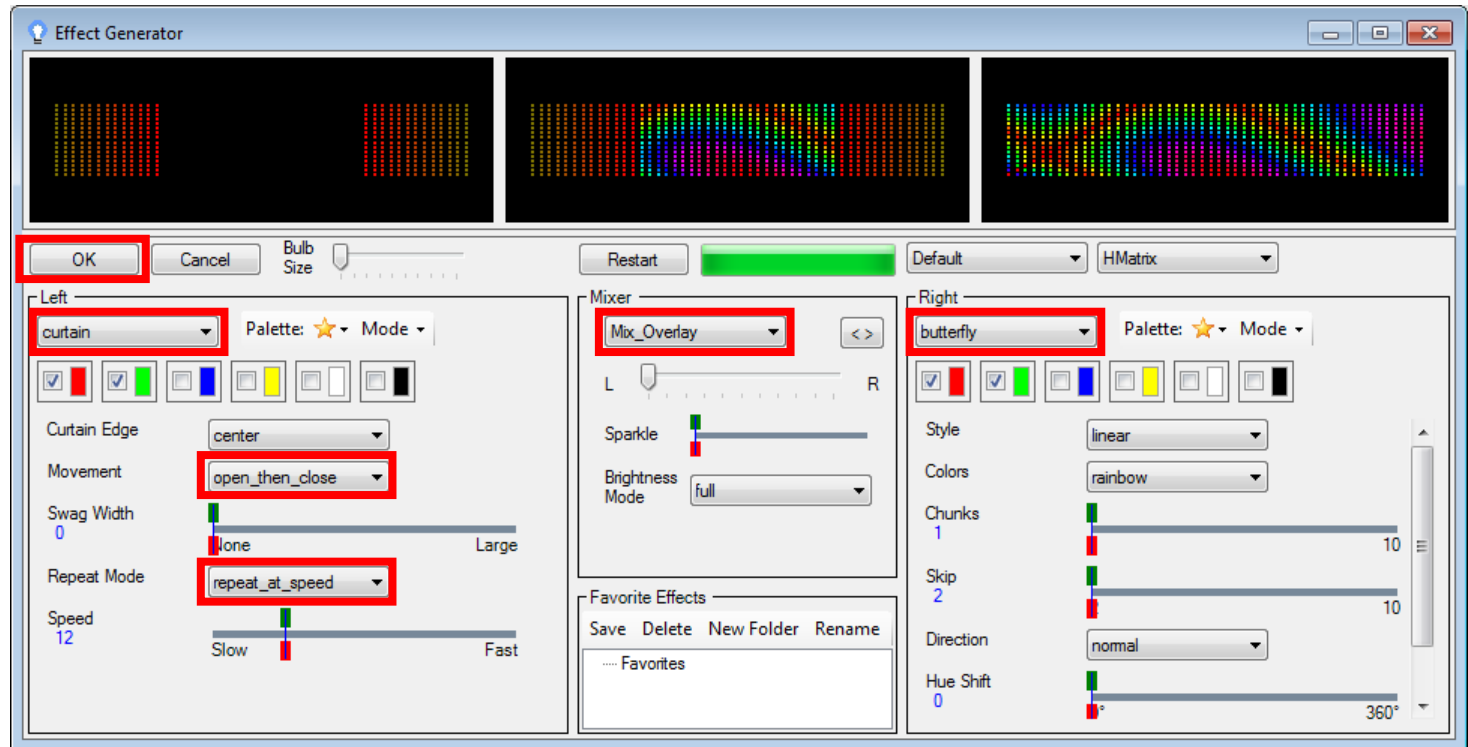 Effect Generator
OK Cancel Bulb Size Restart Default HMatrix
Left
curtain Palette: Mode
Curtain Edge center
Movement open_then_close
Swag Width
0
None Large
Repeat Mode repeat_at_speed
Speed
12
Slow Fast
Mixer
Mix_Overlay < >
L R
Sparkle
Brightness Mode full
Favorite Effects
Save Delete New Folder Rename
Favorites
Right
butterfly Palette: Mode
Style linear
Colors rainbow
Chunks
1
10
Skip
2
10
Direction normal
Hue Shift
0
360°